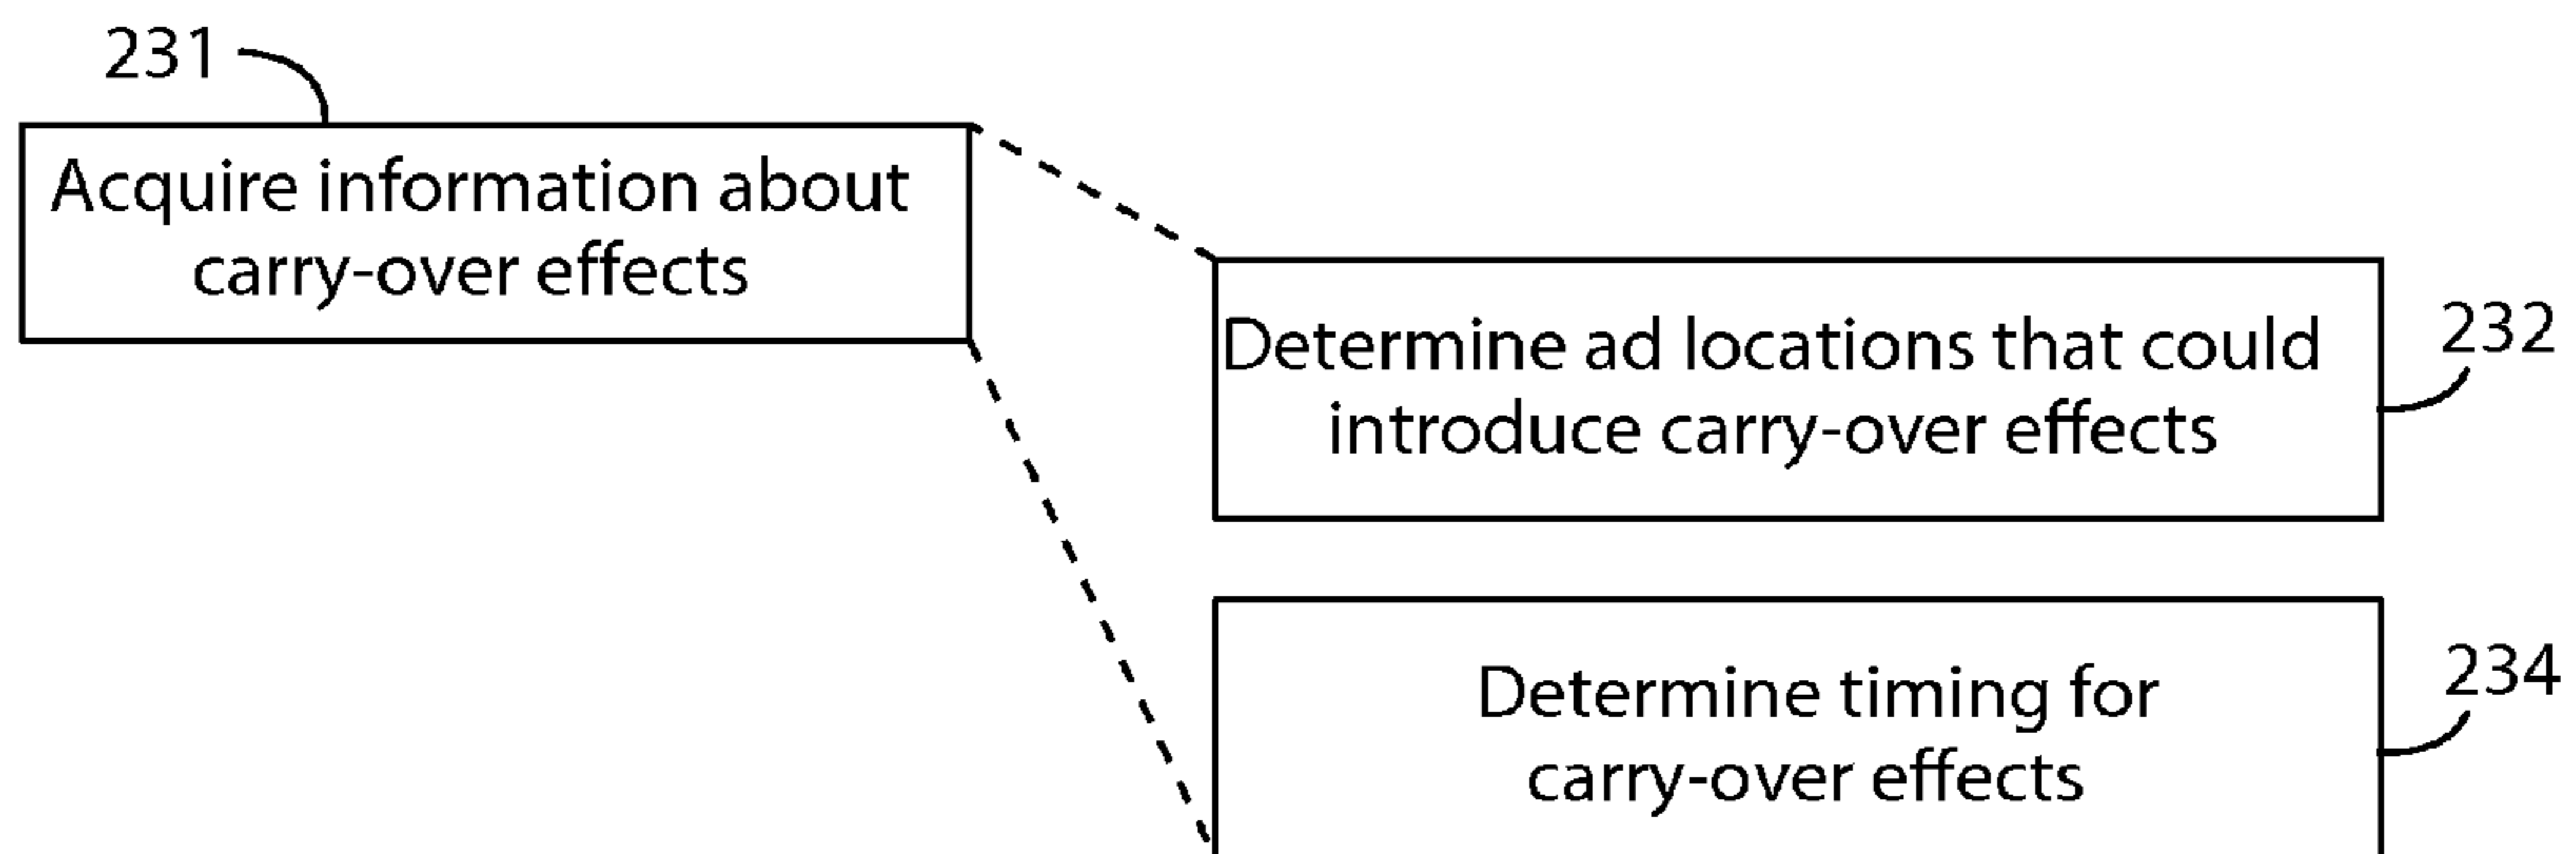 231
Acquire information about
carry-over effects
Determine ad locations that could
introduce carry-over effects
232
Determine timing for
carry-over effects
234